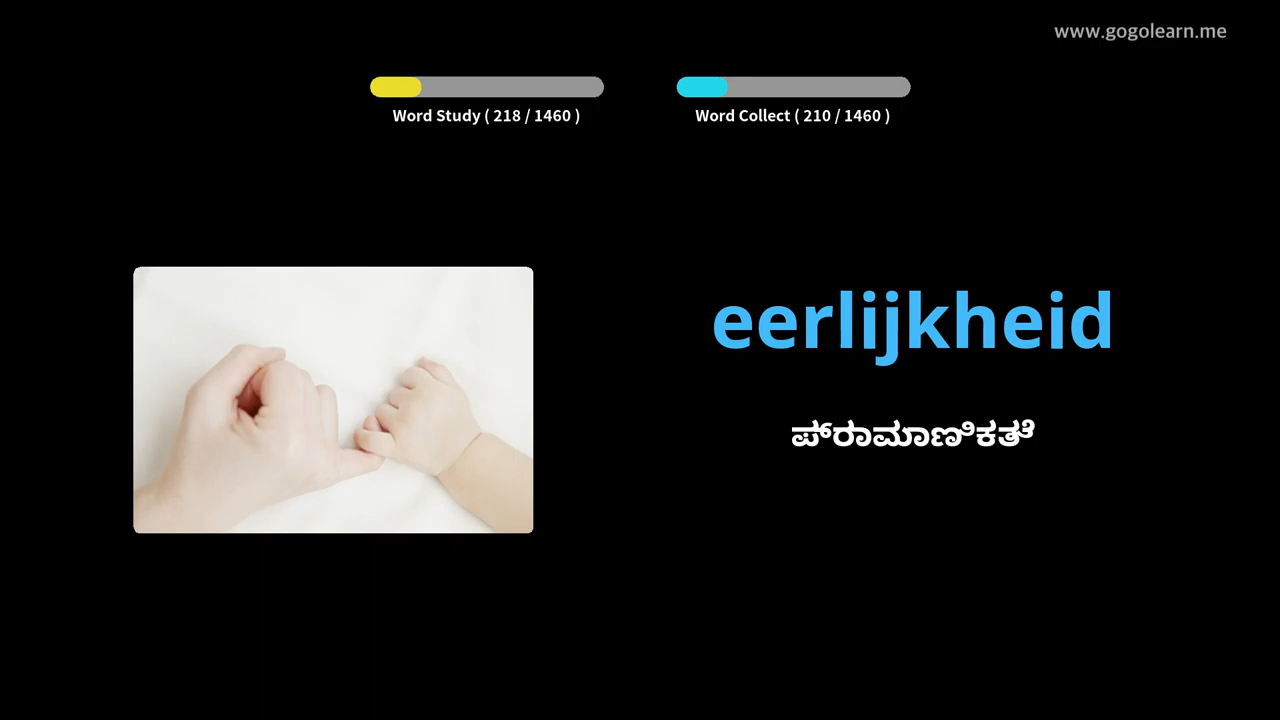 www.gogolearn.me
Word Study ( 218 / 1460 )
Word Collect ( 210 / 1460 )
eerlijkheid
ಪ್ರಾಮಾಣಿಕತೆ